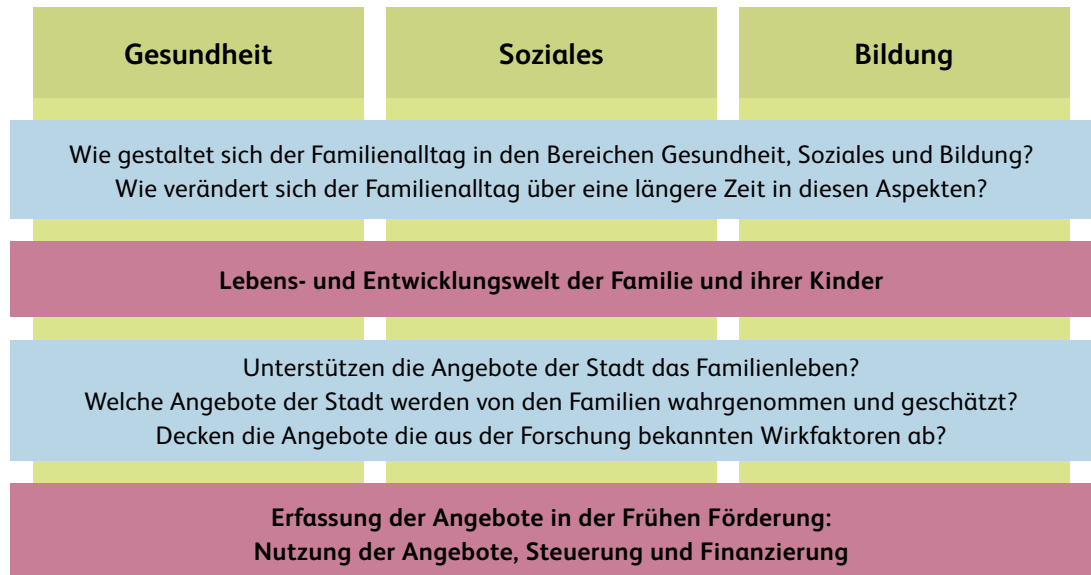 Gesundheit
Soziales
Bildung
Wie gestaltet sich der Familienalltag in den Bereichen Gesundheit, Soziales und Bildung?
Wie verändert sich der Familienalltag über eine längere Zeit in diesen Aspekten?
Lebens- und Entwicklungswelt der Familie und ihrer Kinder
Unterstützen die Angebote der Stadt das Familienleben?
Welche Angebote der Stadt werden von den Familien wahrgenommen und geschätzt?
Decken die Angebote die aus der Forschung bekannten Wirkfaktoren ab?
Erfassung der Angebote in der Frühen Förderung:
Nutzung der Angebote, Steuerung und Finanzierung